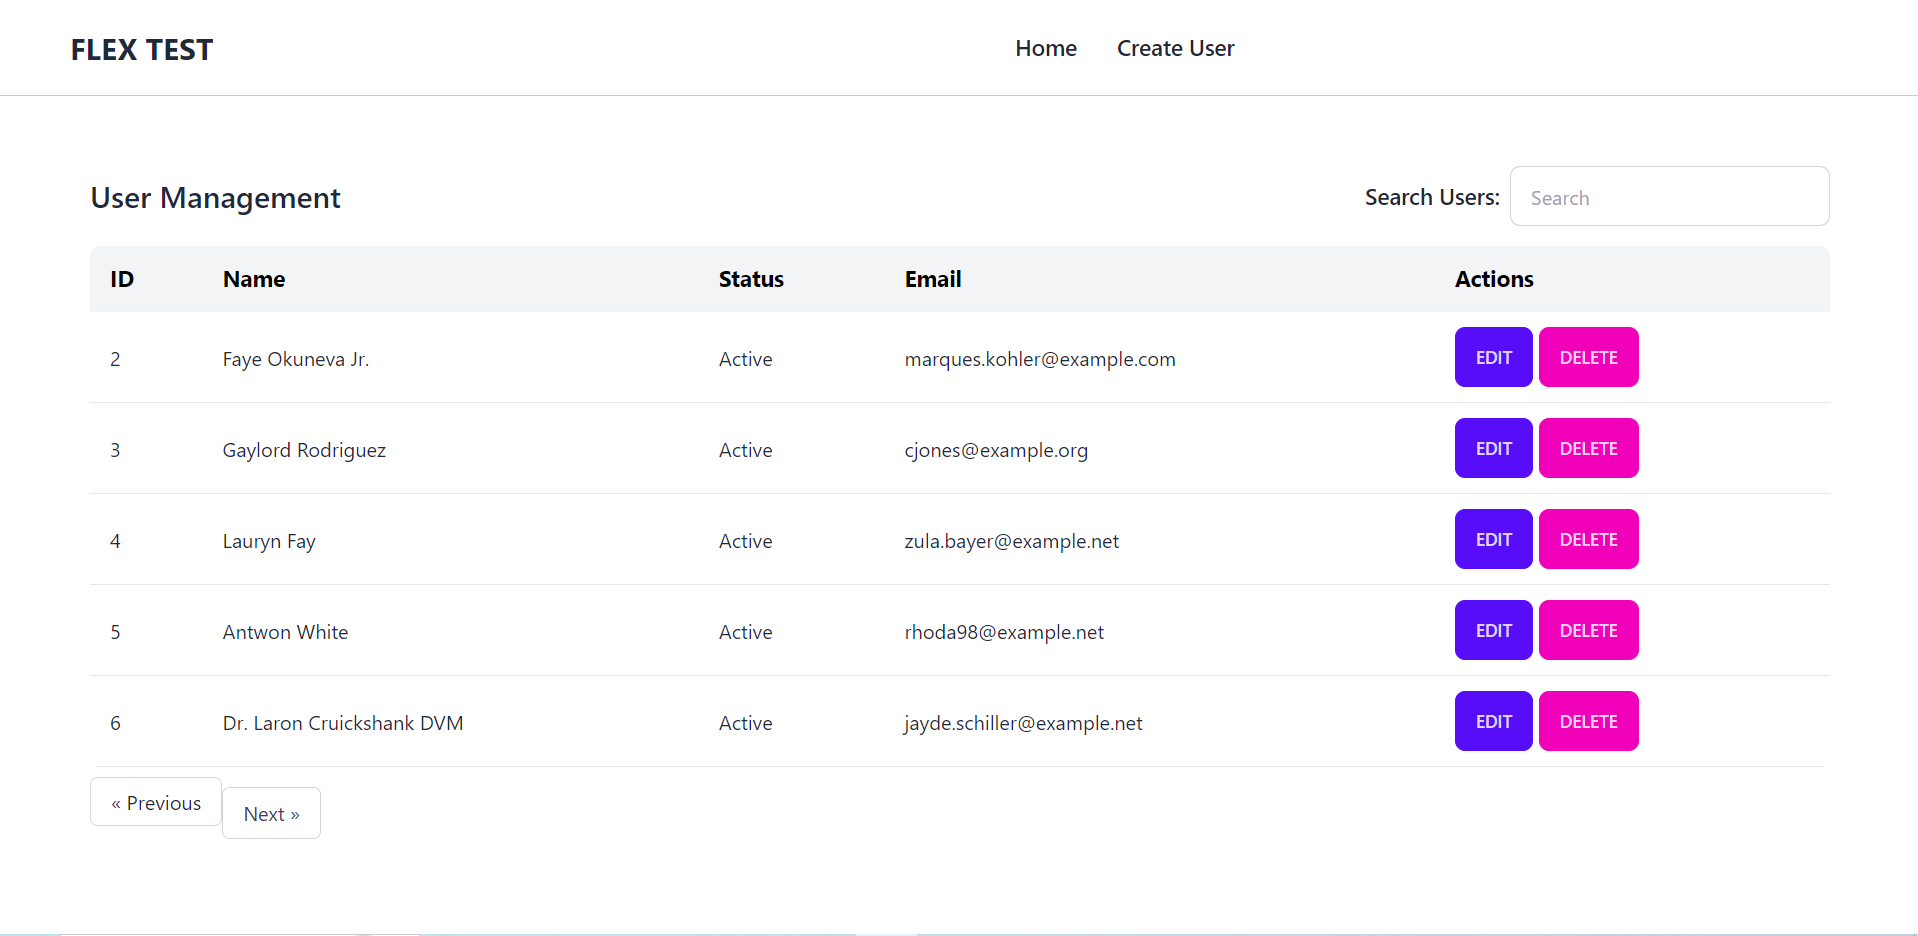 FLEX TEST Home Create User
User Management Search Users: Search
ID Name Status Email Actions
2 Faye Okuneva Jr. Active marques.kohler@example.com EDIT DELETE
3 Gaylord Rodriguez Active cjones@example.org EDIT DELETE
4 Lauryn Fay Active zula.bayer@example.net EDIT DELETE
5 Antwon White Active rhoda98@example.net EDIT DELETE
6 Dr. Laron Cruickshank DVM Active jayde.schiller@example.net EDIT DELETE
« Previous Next »